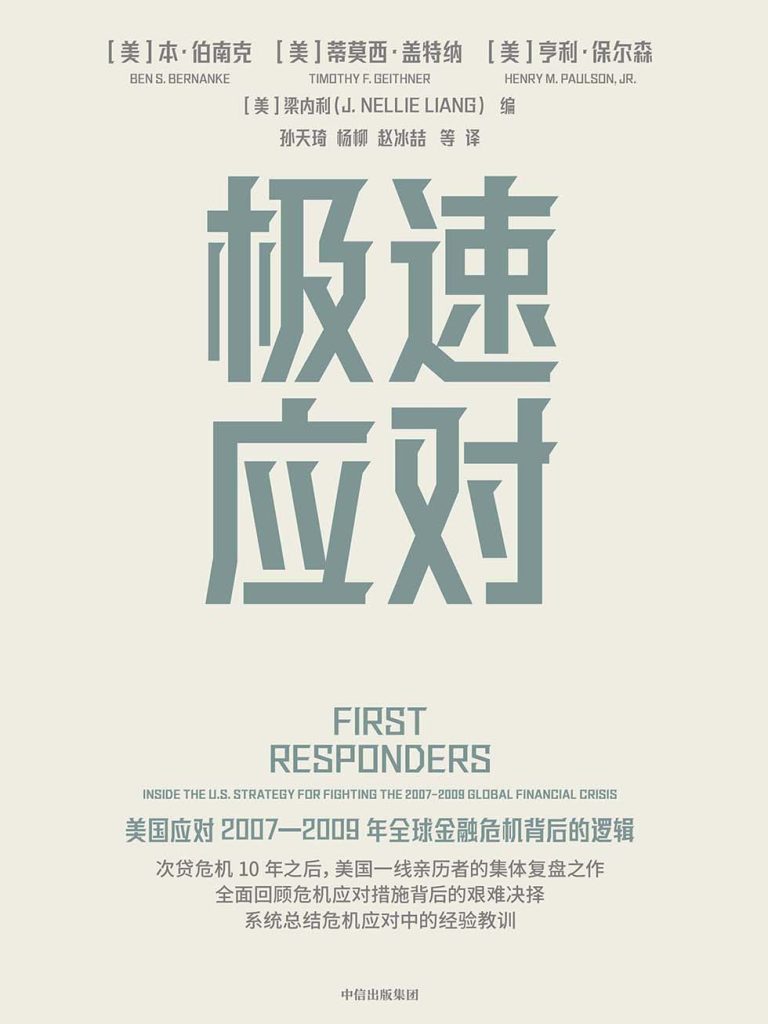 [美]本·伯南克 [美]蒂莫西·盖特纳 [美]亨利·保尔森
BEN S. BERNANKE TIMOTHY F. GEITHNER HENRY M. PAULSON, JR.
[美]梁内利(J. NELLIE LIANG) 编
孙天琦 杨柳 赵冰喆 等 译
极速
应对
FIRST
RESPONDERS
INSIDE THE U.S. STRATEGY FOR FIGHTING THE 2007-2009 GLOBAL FINANCIAL CRISIS
美国应对 2007—2009 年全球金融危机背后的逻辑
次贷危机 10 年之后,美国一线亲历者的集体复盘之作
全面回顾危机应对措施背后的艰难决择
系统总结危机应对中的经验教训
中信出版集团